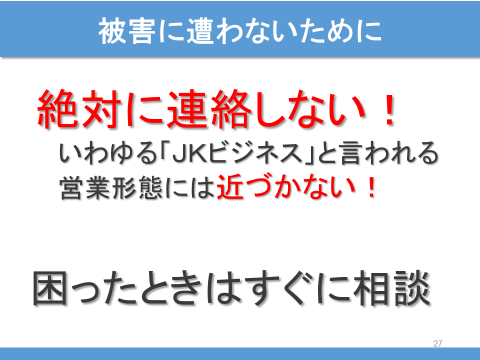 被害に遭わないために
絶対に連絡しない！
いわゆる「ＪＫビジネス」と言われる
営業形態には近づかない！
困ったときはすぐに相談
27